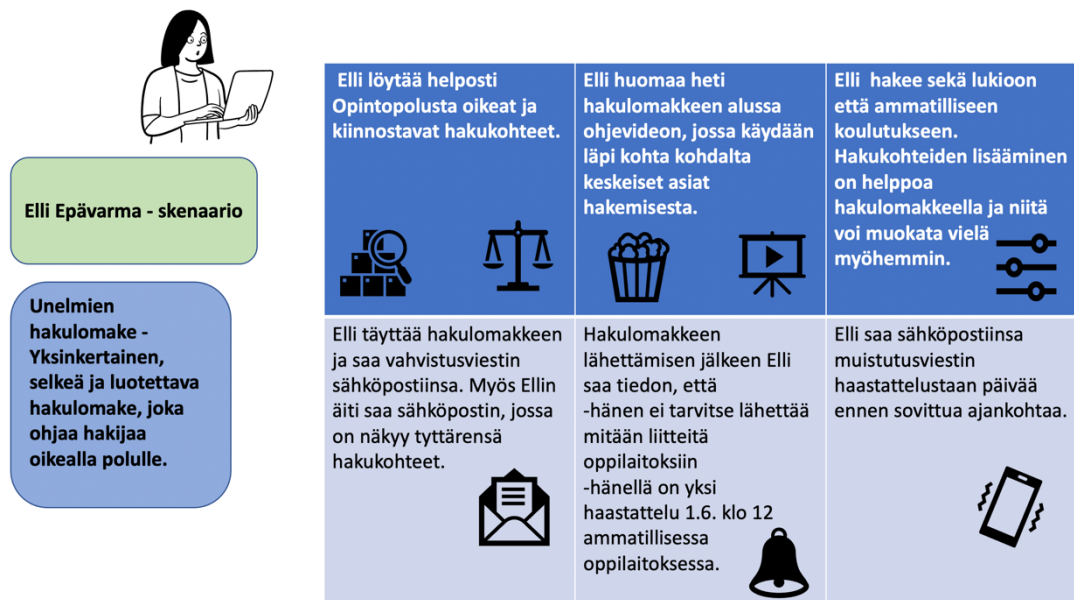 Elli Epävarma - skenaario
Unelmien
hakulomake -
Yksinkertainen,
selkeä ja luotettava
hakulomake, joka
ohjaa hakijaa
oikealla polulle.
Elli löytää helposti
Opintopolusta oikeat ja
kiinnostavat hakukohteet.
Elli huomaa heti
hakulomakkeen alussa
ohjevideon, jossa käydään
läpi kohta kohdalta
keskeiset asiat
hakemisesta.
Elli hakee sekä lukioon
että ammatilliseen
koulutukseen.
Hakukohteiden lisääminen
on helppoa
hakulomakkeella ja niitä
voi muokata vielä
myöhemmin.
Elli täyttää hakulomakkeen
ja saa vahvistusviestin
sähköpostiinsa. Myös Ellin
äiti saa sähköpostin, jossa
on näkyy tyttärensä
hakukohteet.
Hakulomakkeen
lähettämisen jälkeen Elli
saa tiedon, että
-hänen ei tarvitse lähettää
mitään liitteitä
oppilaitoksiin
-hänellä on yksi
haastattelu 1.6. klo 12
ammatillisessa
oppilaitoksessa.
Elli saa sähköpostiinsa
muistutusviestin
haastattelustaan päivää
ennen sovittua ajankohtaa.